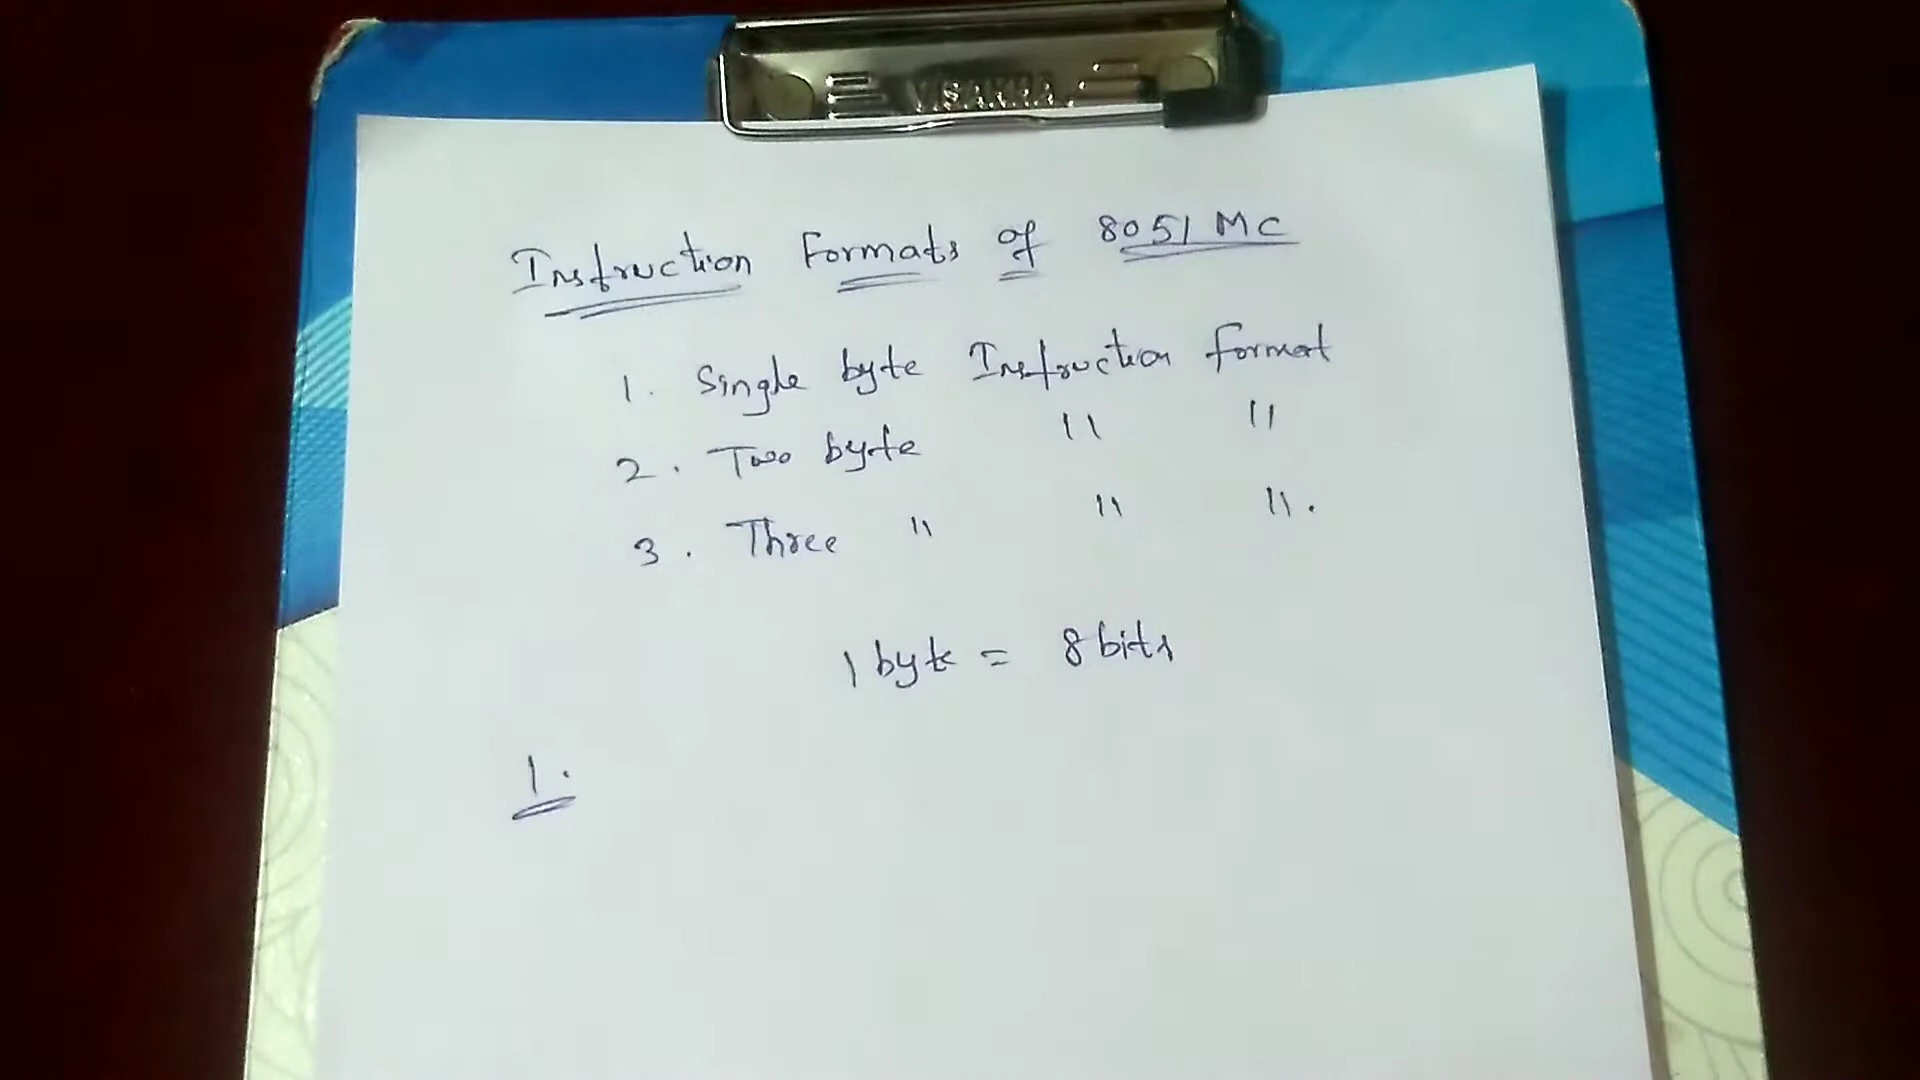 VISAKHA
Instruction Formats of 8051 MC
1. Single byte Instruction format
2. Two byte " "
3. Three " " ".
1 byte = 8 bits
1.